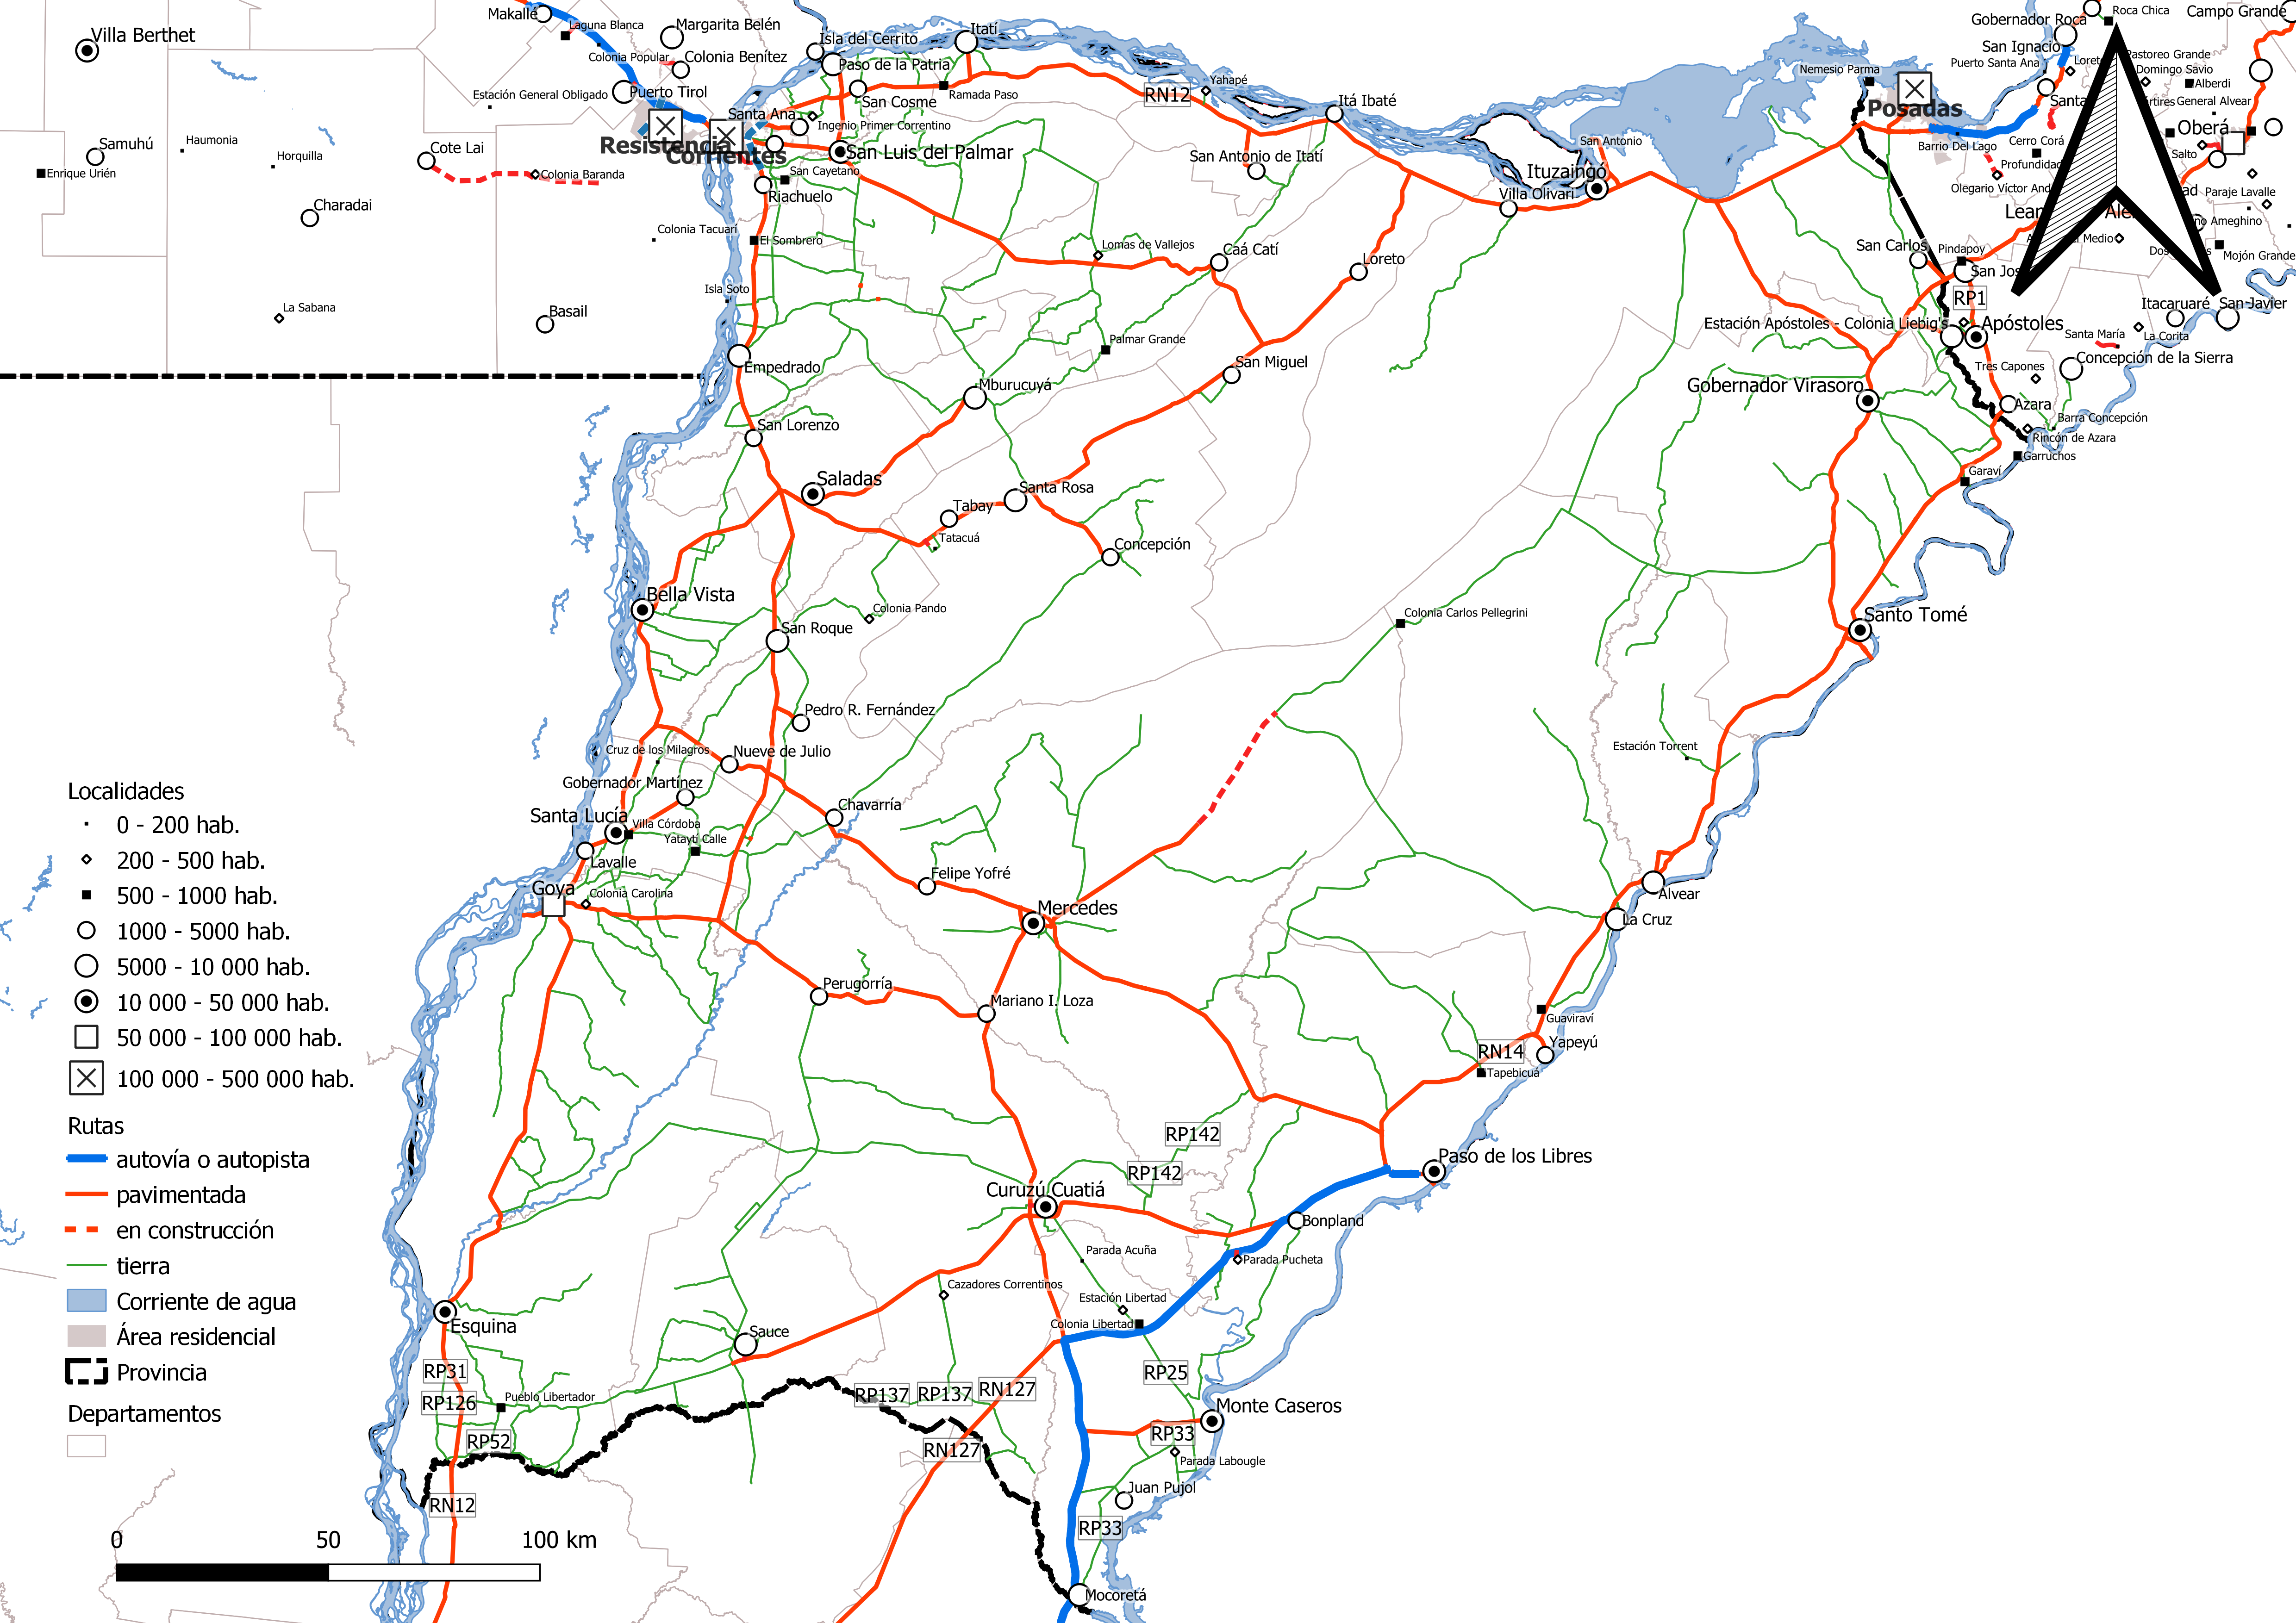 Makallé
Laguna Blanca
Margarita Belén
Villa Berthet
Colonia Popular
Colonia Benítez
Isla del Cerrito
Itatí
Paso de la Patria
Estación General Obligado
Puerto Tirol
San Cosme
Ramada Paso
RN12
Yahapé
Itá Ibaté
Santa Ana
Ingenio Primer Correntino
Resistencia
Corrientes
San Luis del Palmar
San Antonio de Itatí
San Antonio
Ituzaingó
Villa Olivari
Nemesio Parma
Posadas
Gobernador Roca
Roca Chica
Campo Grande
San Ignacio
Puerto Santa Ana
Loreto
Pastoreo Grande
Domingo Savio
Alberdi
Santa
ártires
General Alvear
Oberá
Barrio Del Lago
Cerro Corá
Salto
Profundidad
Olegario Víctor And
ad
Paraje Lavalle
Lean
Ale
no Ameghino
Medio
Dos
Mojón Grande
Samuhú
Haumonia
Horquilla
Enrique Urién
Cote Lai
Colonia Baranda
Charadai
San Cayetano
Riachuelo
Colonia Tacuarí
El Sombrero
Lomas de Vallejos
Caá Catí
Loreto
San Carlos
Pindapoy
San Jos
RP1
Isla Soto
La Sabana
Basail
Itacaruaré
San Javier
Estación Apóstoles - Colonia Liebig's
Apóstoles
Santa María
La Corita
Empedrado
Palmar Grande
San Miguel
Concepción de la Sierra
Tres Capones
Mburucuyá
Gobernador Virasoro
Azara
Barra Concepción
San Lorenzo
Rincón de Azara
Garruchos
Garaví
Saladas
Santa Rosa
Tabay
Tatacuá
Concepción
Bella Vista
Colonia Pando
San Roque
Colonia Carlos Pellegrini
Santo Tomé
Pedro R. Fernández
Cruz de los Milagros
Nueve de Julio
Estación Torrent
Gobernador Martínez
Chavarría
Santa Lucía
Villa Córdoba
Yataytí Calle
Lavalle
Felipe Yofré
Goya
Colonia Carolina
Mercedes
Alvear
La Cruz
Perugorría
Mariano I. Loza
Guaviraví
RN14
Yapeyú
Tapebicuá
RP142
RP142
Paso de los Libres
Curuzú Cuatiá
Bonpland
Parada Acuña
Parada Pucheta
Cazadores Correntinos
Estación Libertad
Colonia Libertad
Esquina
Sauce
RP31
RP126
Pueblo Libertador
RP137
RP137
RN127
RP25
Monte Caseros
RP52
RN127
RP33
Parada Labougle
Juan Pujol
RN12
RP33
Mocoretá
Localidades
0 - 200 hab.
200 - 500 hab.
500 - 1000 hab.
1000 - 5000 hab.
5000 - 10 000 hab.
10 000 - 50 000 hab.
50 000 - 100 000 hab.
100 000 - 500 000 hab.
Rutas
autovía o autopista
pavimentada
en construcción
tierra
Corriente de agua
Área residencial
Provincia
Departamentos
0 50 100 km